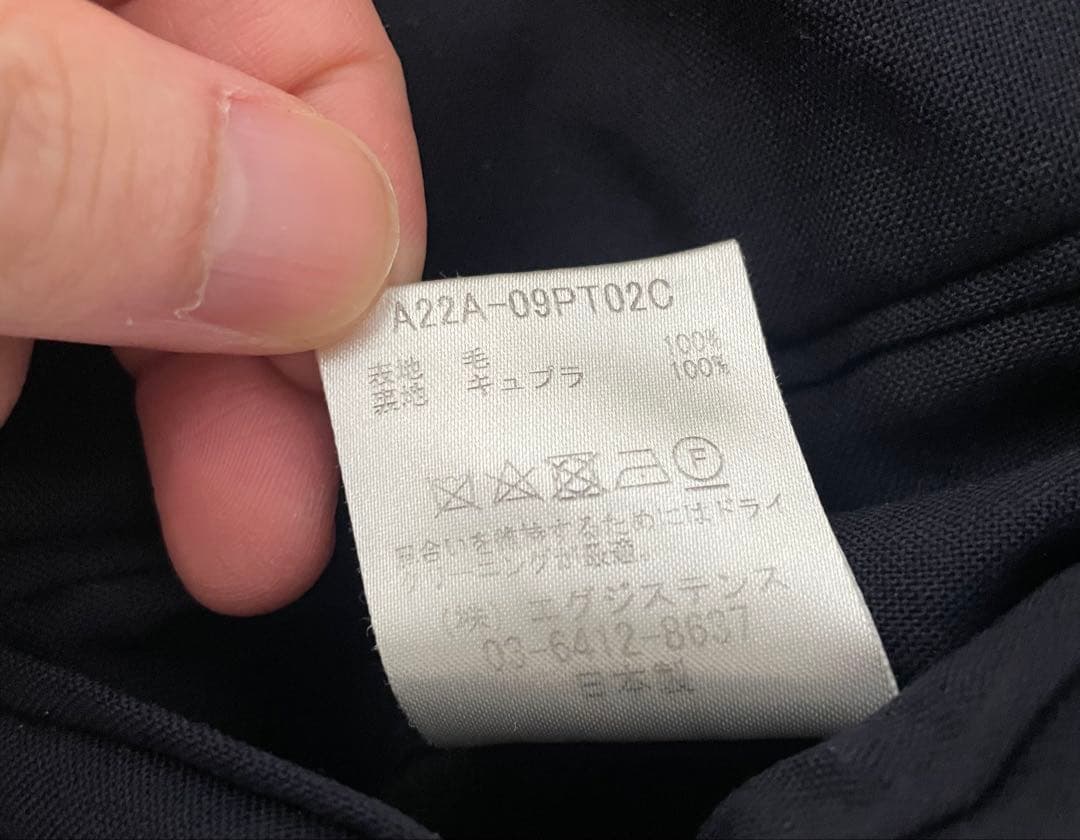 A22A-09PT02C
表地 毛 100%
裏地 キュプラ 100%
F
風合いを維持するためにはドライ
クリーニングが最適。
(株) エグジステンス
03-6412-8637
日本製